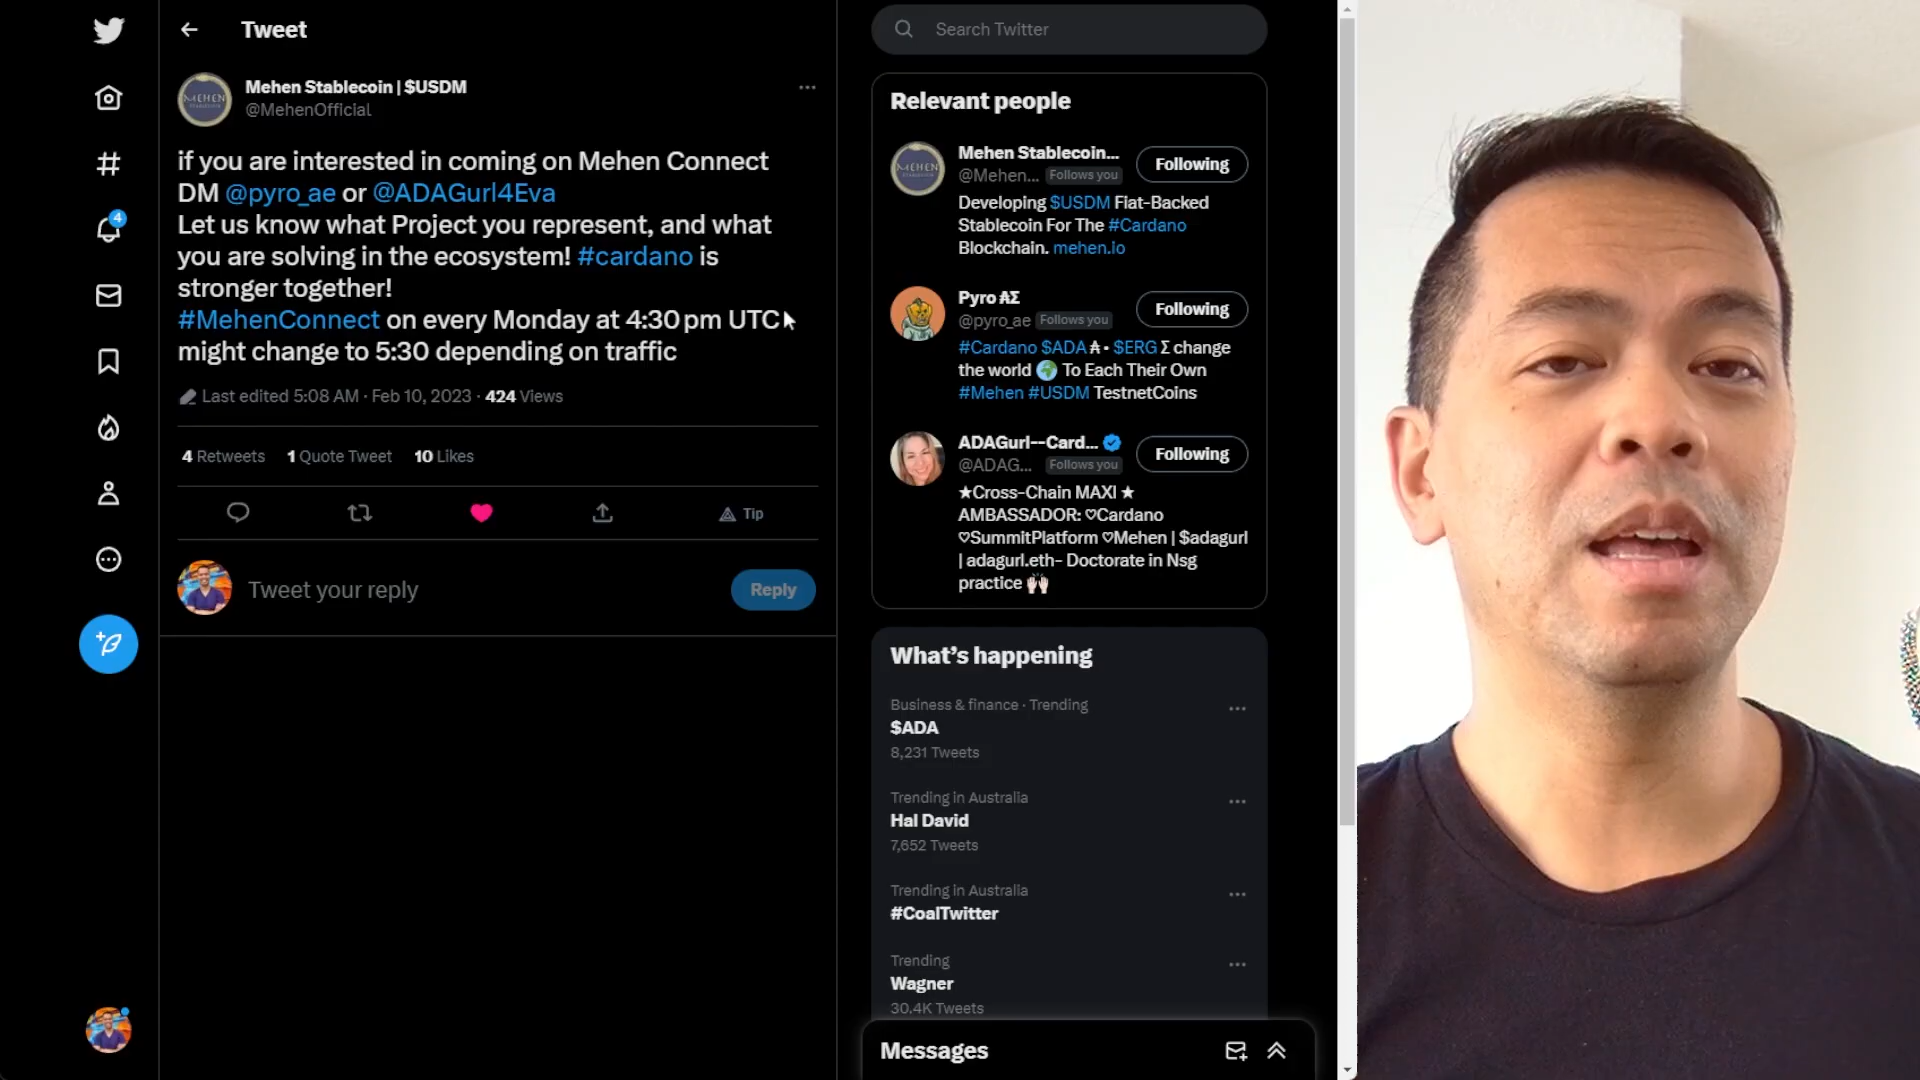 Tweet
Mehen Stablecoin | $USDM
@MehenOfficial
if you are interested in coming on Mehen Connect
DM @pyro_ae or @ADAGurl4Eva
Let us know what Project you represent, and what
you are solving in the ecosystem! #cardano is
stronger together!
#MehenConnect on every Monday at 4:30 pm UTC
might change to 5:30 depending on traffic
Last edited 5:08 AM · Feb 10, 2023 · 424 Views
4 Retweets 1 Quote Tweet 10 Likes
Tip
Tweet your reply
Reply
4
Search Twitter
Relevant people
MEHEN
Mehen Stablecoin...
@Mehen... Follows you
Following
Developing $USDM Fiat-Backed
Stablecoin For The #Cardano
Blockchain. mehen.io
Pyro ₳Σ
@pyro_ae Follows you
Following
#Cardano $ADA ₳ • $ERG Σ change
the world 🌍 To Each Their Own
#Mehen #USDM TestnetCoins
ADAGurl--Card...
@ADAG... Follows you
Following
★Cross-Chain MAXI ★
AMBASSADOR: ♡Cardano
♡SummitPlatform ♡Mehen | $adagurl
| adagurl.eth- Doctorate in Nsg
practice 🙌🏻
What's happening
Business & finance · Trending
$ADA
8,231 Tweets
Trending in Australia
Hal David
7,652 Tweets
Trending in Australia
#CoalTwitter
Trending
Wagner
30.4K Tweets
Messages